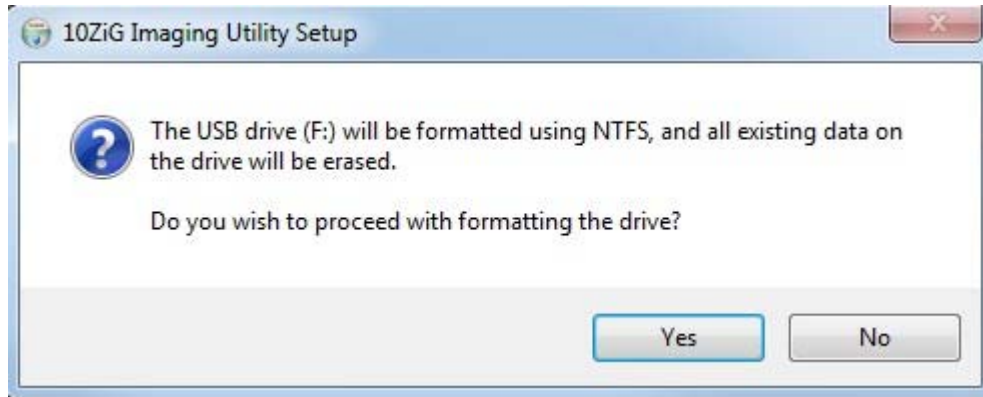 10ZiG Imaging Utility Setup
The USB drive (F:) will be formatted using NTFS, and all existing data on
the drive will be erased.
Do you wish to proceed with formatting the drive?
Yes
No